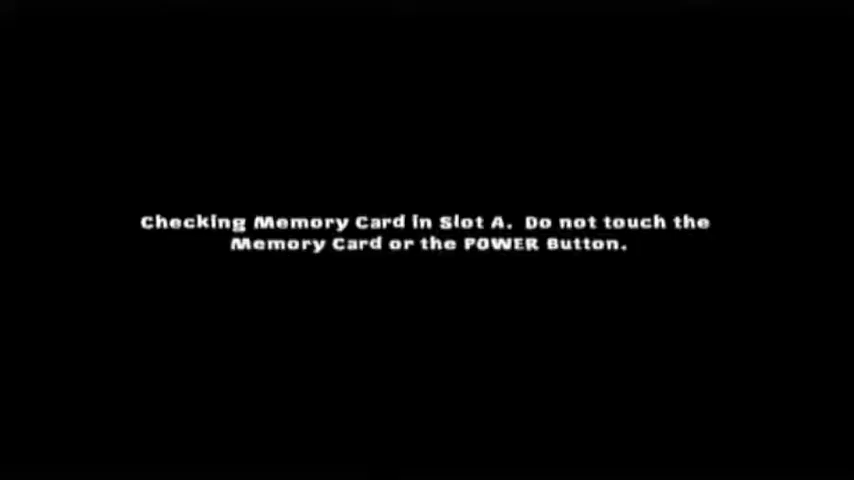 Checking Memory Card in Slot A.  Do not touch the
Memory Card or the POWER Button.